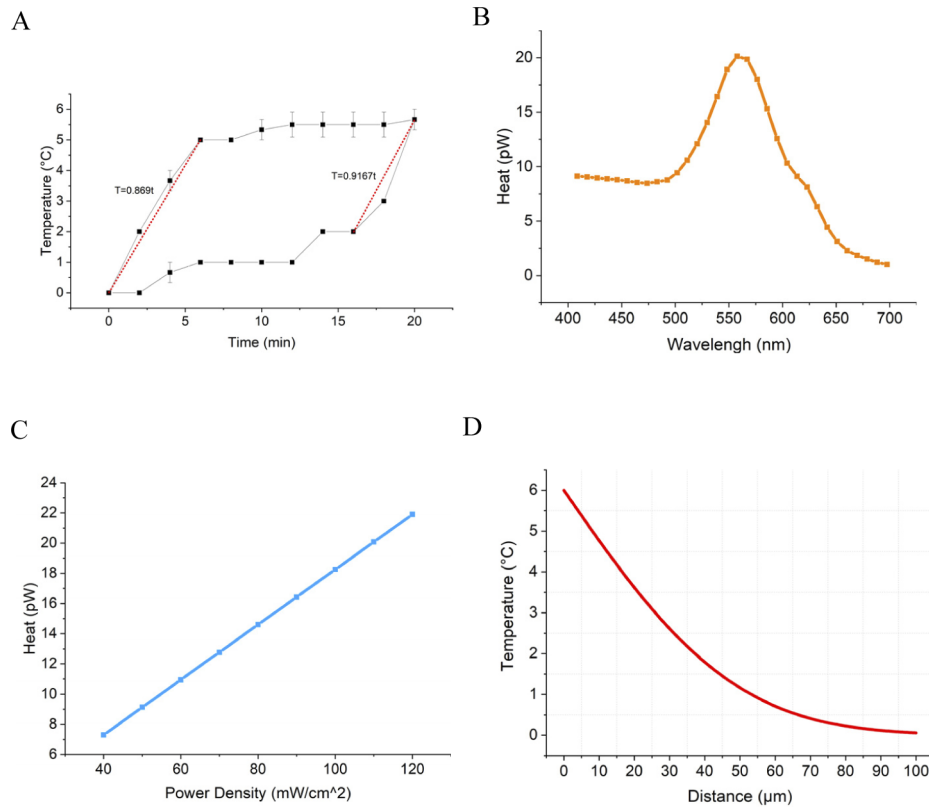 A
Temperature (°C)
6
5
4
3
2
1
0
T=0.869t
T=0.9167t
0 5 10 15 20
Time (min)
B
Heat (pW)
20
15
10
5
0
400 450 500 550 600 650 700
Wavelengh (nm)
C
Heat (pW)
24
22
20
18
16
14
12
10
8
6
40 60 80 100 120
Power Density (mW/cm^2)
D
Temperature (°C)
6
5
4
3
2
1
0
0 10 20 30 40 50 60 70 80 90 100
Distance (µm)